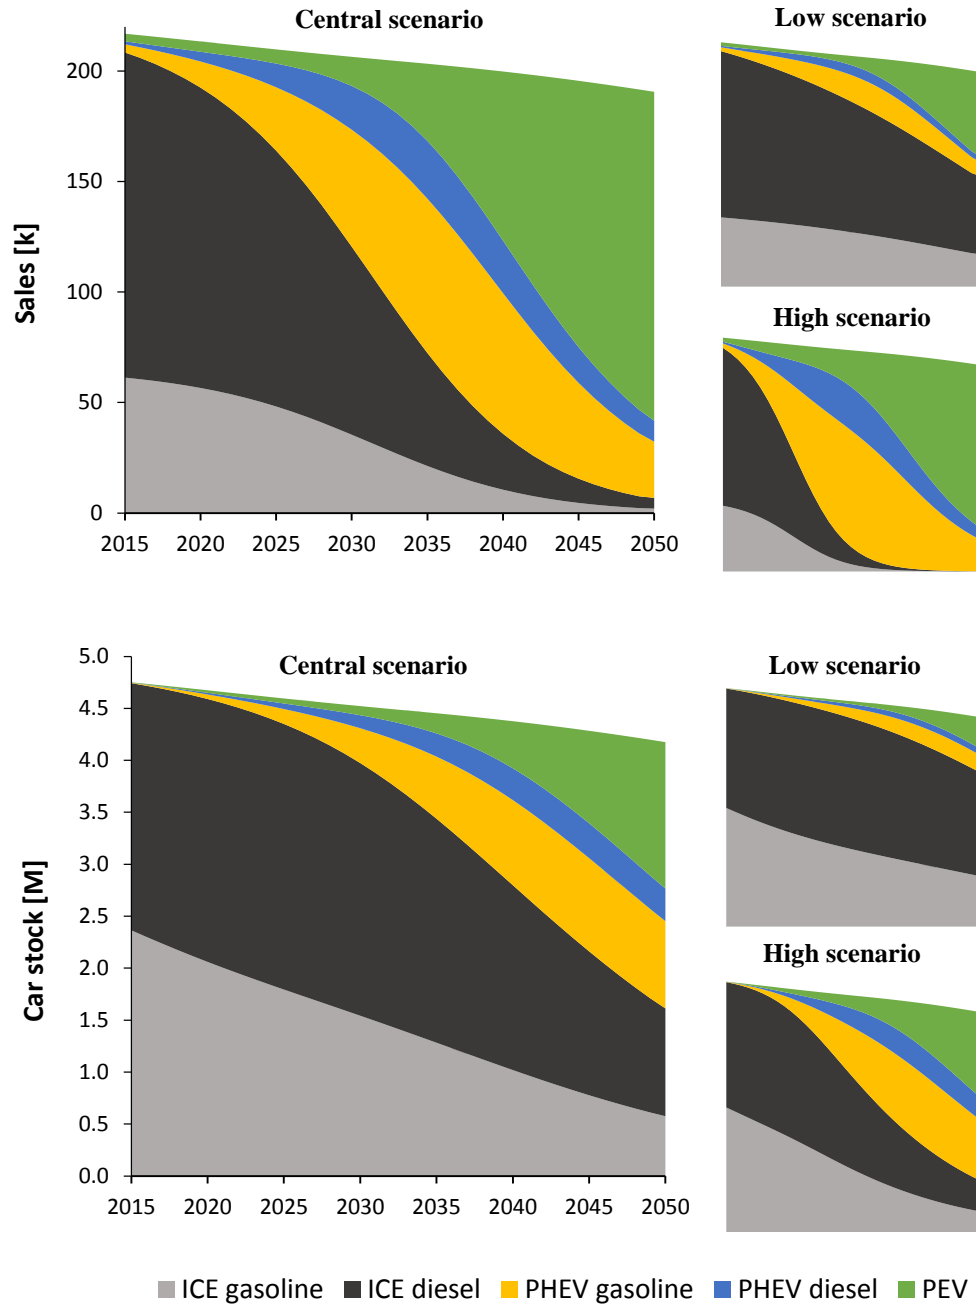 Central scenario
Low scenario
Sales [k]
200
150
100
50
0
2015 2020 2025 2030 2035 2040 2045 2050
High scenario
Central scenario
Low scenario
Car stock [M]
5.0
4.5
4.0
3.5
3.0
2.5
2.0
1.5
1.0
0.5
0.0
2015 2020 2025 2030 2035 2040 2045 2050
High scenario
ICE gasoline ICE diesel PHEV gasoline PHEV diesel PEV